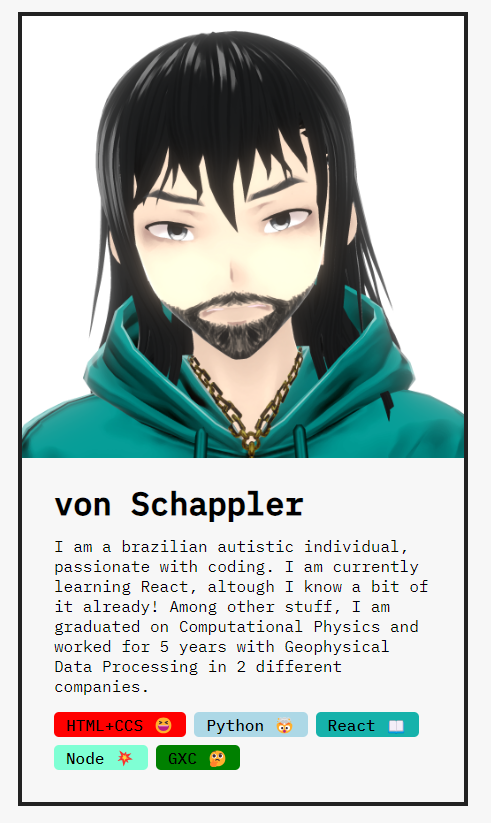 von Schappler
I am a brazilian autistic individual,
passionate with coding. I am currently
learning React, altough I know a bit of
it already! Among other stuff, I am
graduated on Computational Physics and
worked for 5 years with Geophysical
Data Processing in 2 different
companies.
HTML+CCS 😆 Python 🤯 React 📖
Node 💥 GXC 🤔